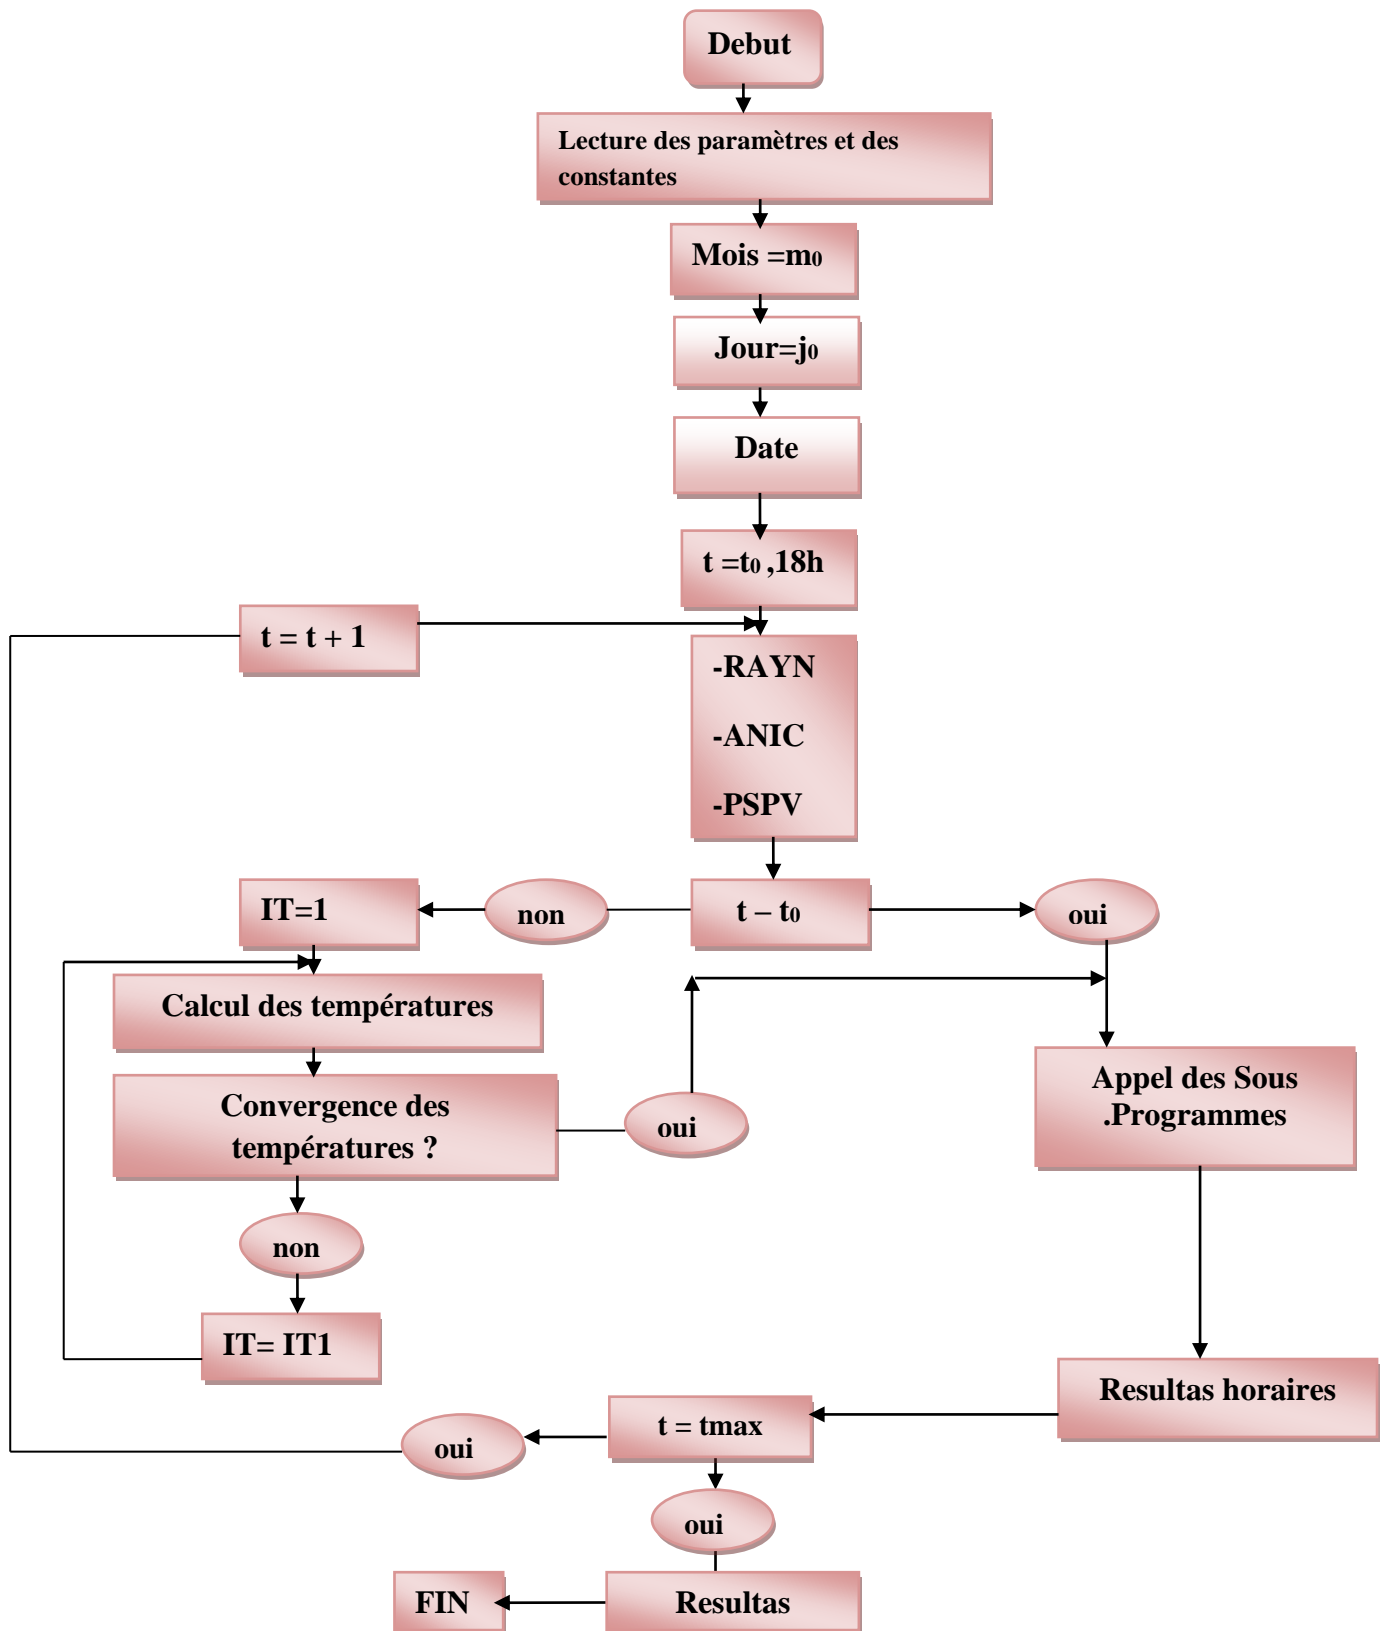 Debut
Lecture des paramètres et des
constantes
Mois =m₀
Jour=j₀
Date
t =t₀ ,18h
t = t + 1
-RAYN
-ANIC
-PSPV
IT=1
non
t – t₀
oui
Calcul des températures
Convergence des
températures ?
oui
Appel des Sous
.Programmes
non
IT= IT1
Resultas horaires
t = tmax
oui
oui
FIN
Resultas